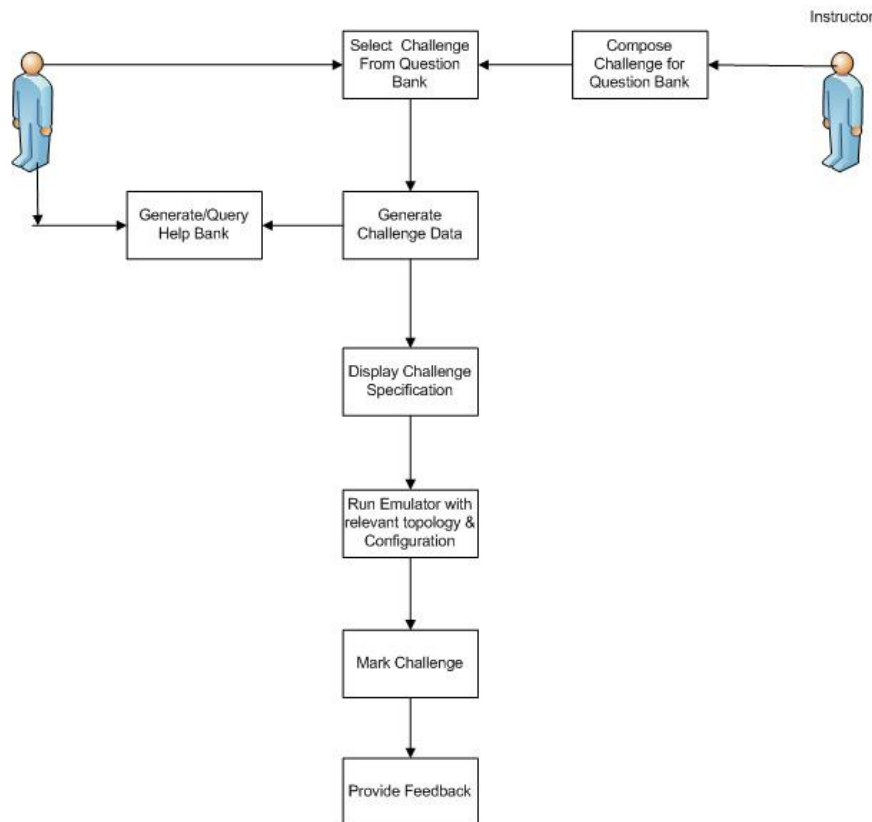 Instructor
Select Challenge
From Question
Bank
Compose
Challenge for
Question Bank
Generate/Query
Help Bank
Generate
Challenge Data
Display Challenge
Specification
Run Emulator with
relevant topology &
Configuration
Mark Challenge
Provide Feedback